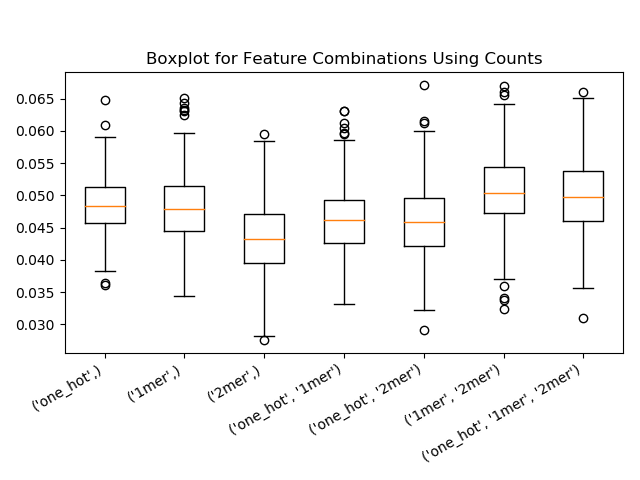 Boxplot for Feature Combinations Using Counts
0.065
0.060
0.055
0.050
0.045
0.040
0.035
0.030
('one_hot',)
('1mer',)
('2mer',)
('one_hot', '1mer')
('one_hot', '2mer')
('1mer', '2mer')
('one_hot', '1mer', '2mer')